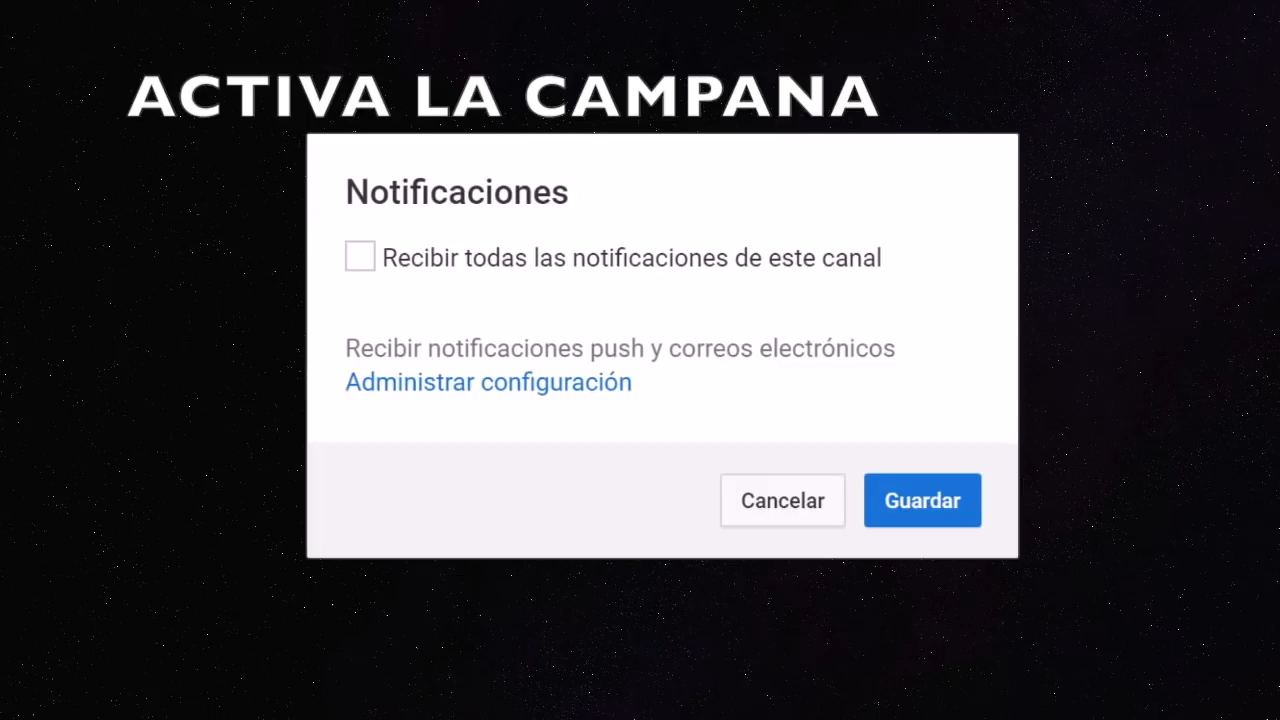 ACTIVA LA CAMPANA
Notificaciones
Recibir todas las notificaciones de este canal
Recibir notificaciones push y correos electrónicos
Administrar configuración
Cancelar
Guardar